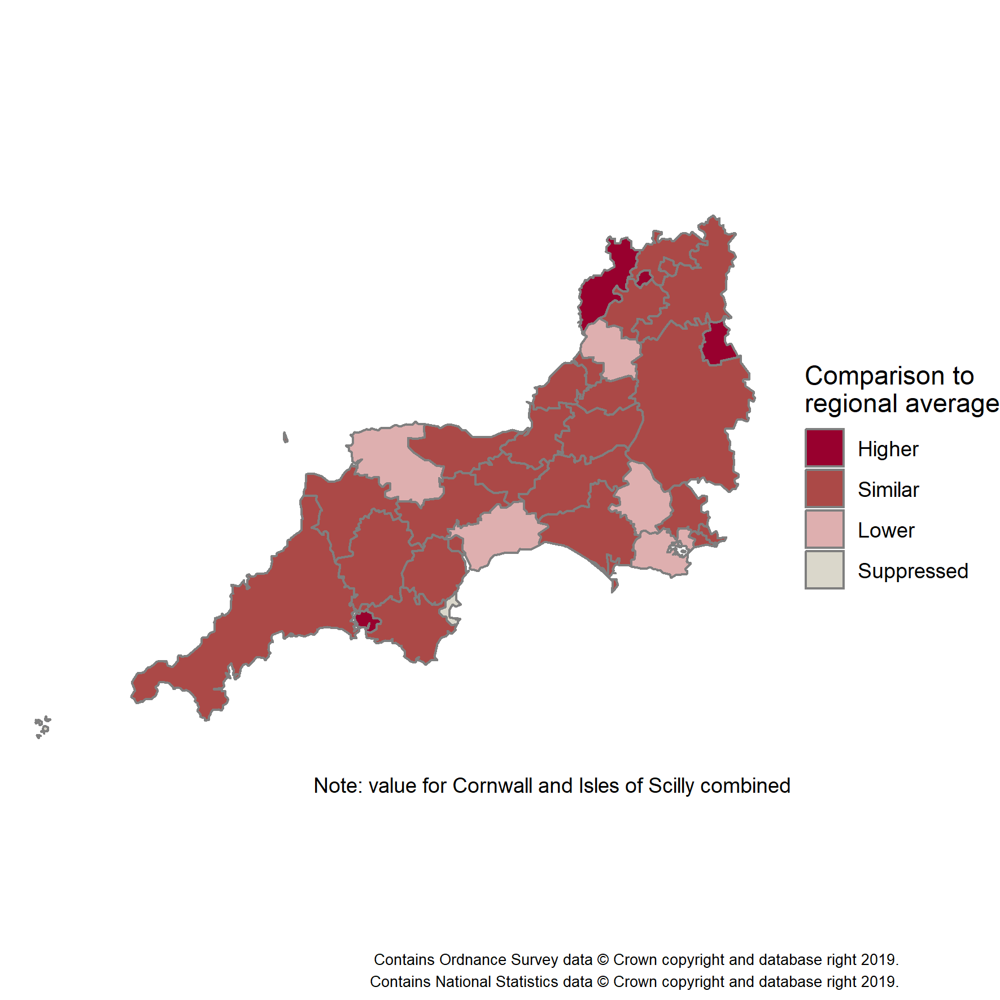 Comparison to
regional average
Higher
Similar
Lower
Suppressed
Note: value for Cornwall and Isles of Scilly combined
Contains Ordnance Survey data © Crown copyright and database right 2019.
Contains National Statistics data © Crown copyright and database right 2019.